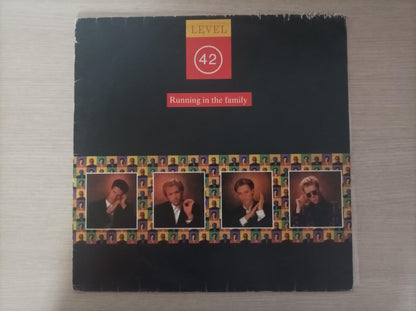 LEVEL
42
Running in the family